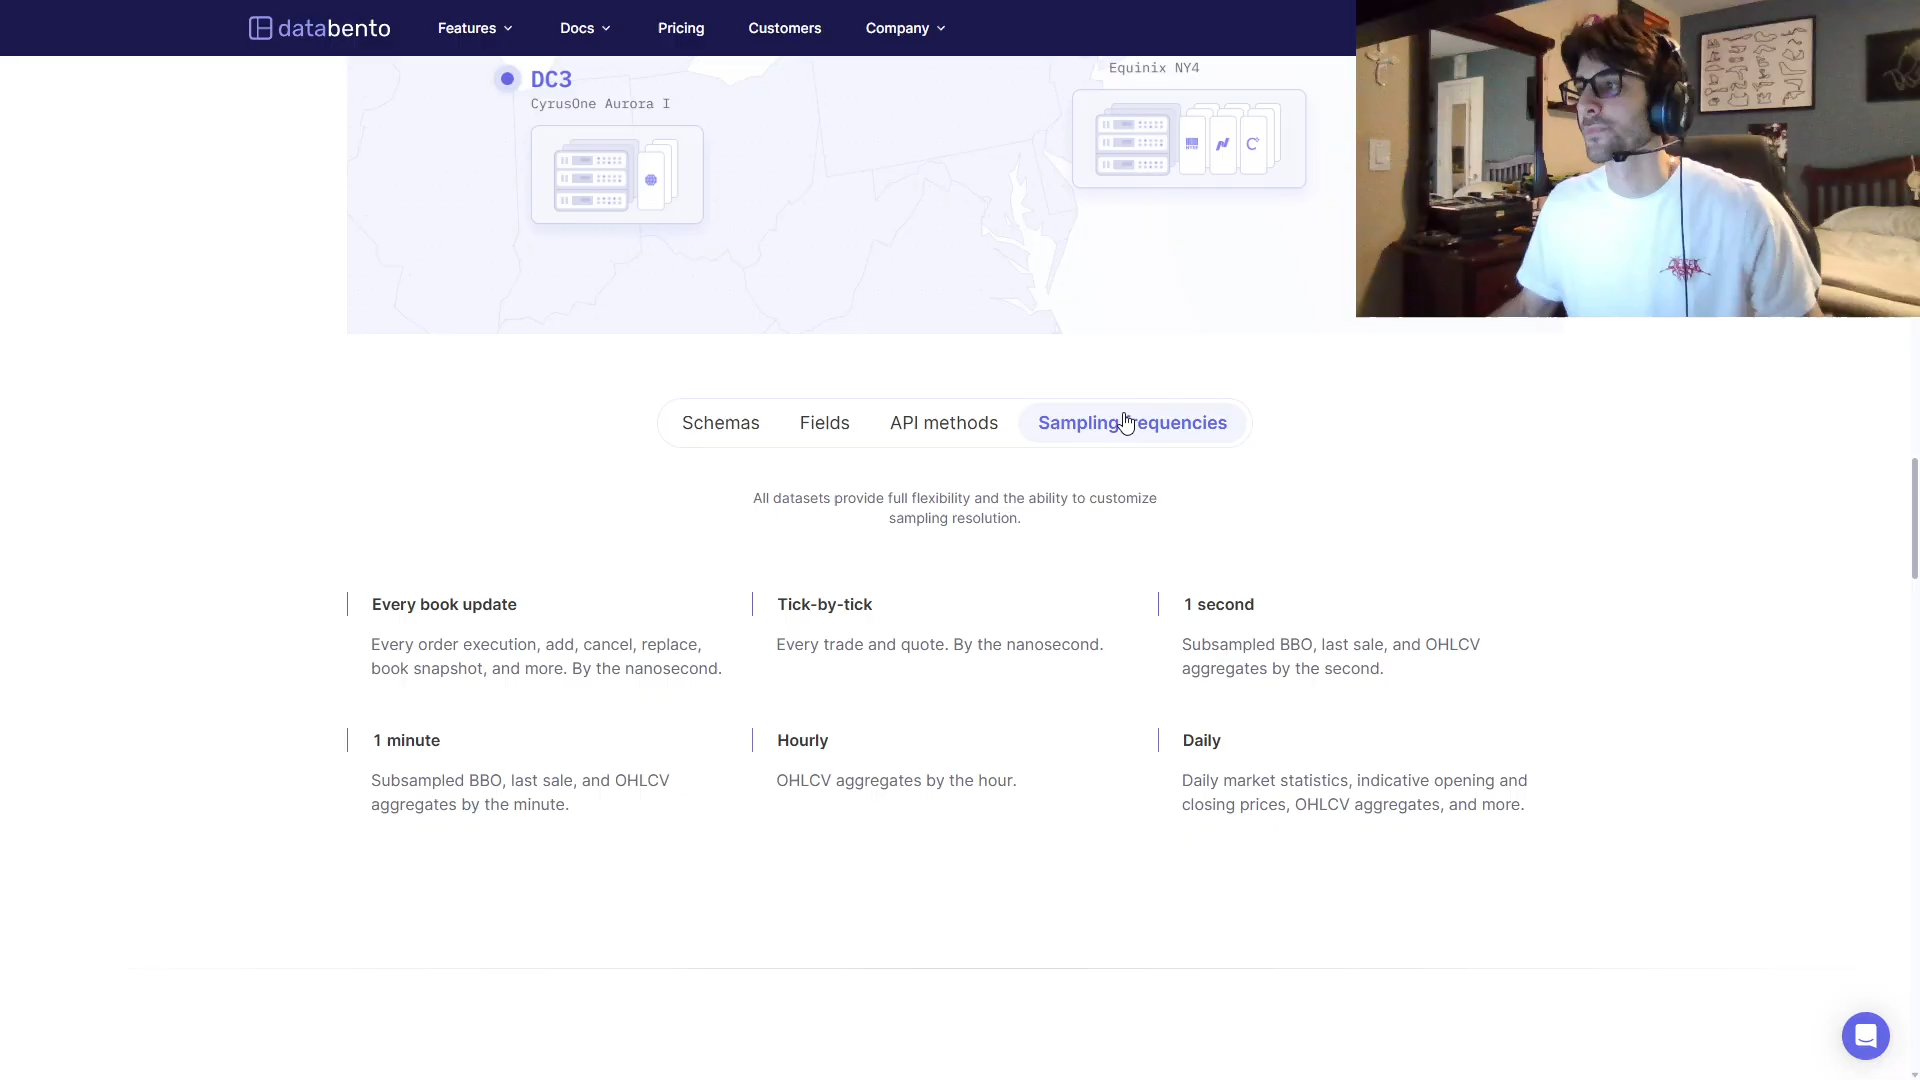 databento
Features
Docs
Pricing
Customers
Company
DC3
CyrusOne Aurora I
Equinix NY4
Schemas
Fields
API methods
Sampling frequencies
All datasets provide full flexibility and the ability to customize
sampling resolution.
Every book update
Every order execution, add, cancel, replace,
book snapshot, and more. By the nanosecond.
Tick-by-tick
Every trade and quote. By the nanosecond.
1 second
Subsampled BBO, last sale, and OHLCV
aggregates by the second.
1 minute
Subsampled BBO, last sale, and OHLCV
aggregates by the minute.
Hourly
OHLCV aggregates by the hour.
Daily
Daily market statistics, indicative opening and
closing prices, OHLCV aggregates, and more.